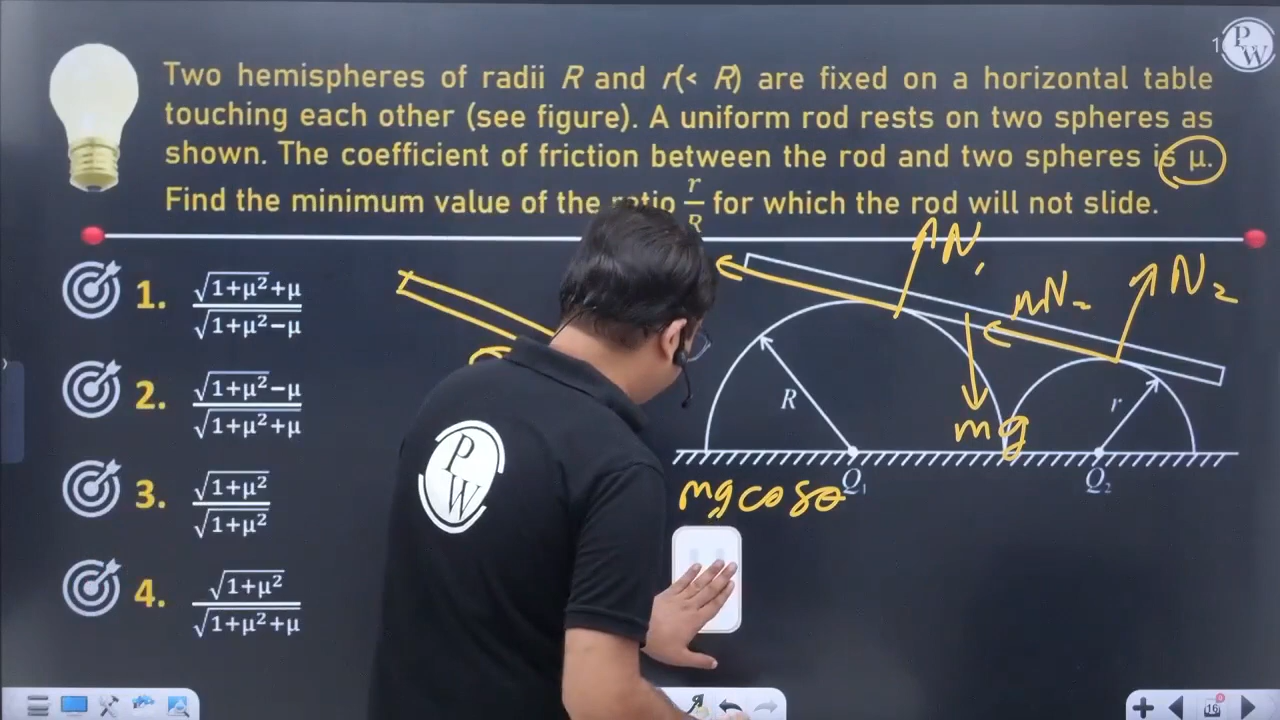 Two hemispheres of radii R and r(< R) are fixed on a horizontal table
touching each other (see figure). A uniform rod rests on two spheres as
shown. The coefficient of friction between the rod and two spheres is μ.
Find the minimum value of the ratio r/R for which the rod will not slide.
1. √1+μ²+μ / √1+μ²−μ
2. √1+μ²−μ / √1+μ²+μ
3. √1+μ² / √1+μ²
4. √1+μ² / √1+μ²+μ
N₁
μN₂
N₂
R
r
mg
Q₁
Q₂
mg cosθ
P
W
P
W
16